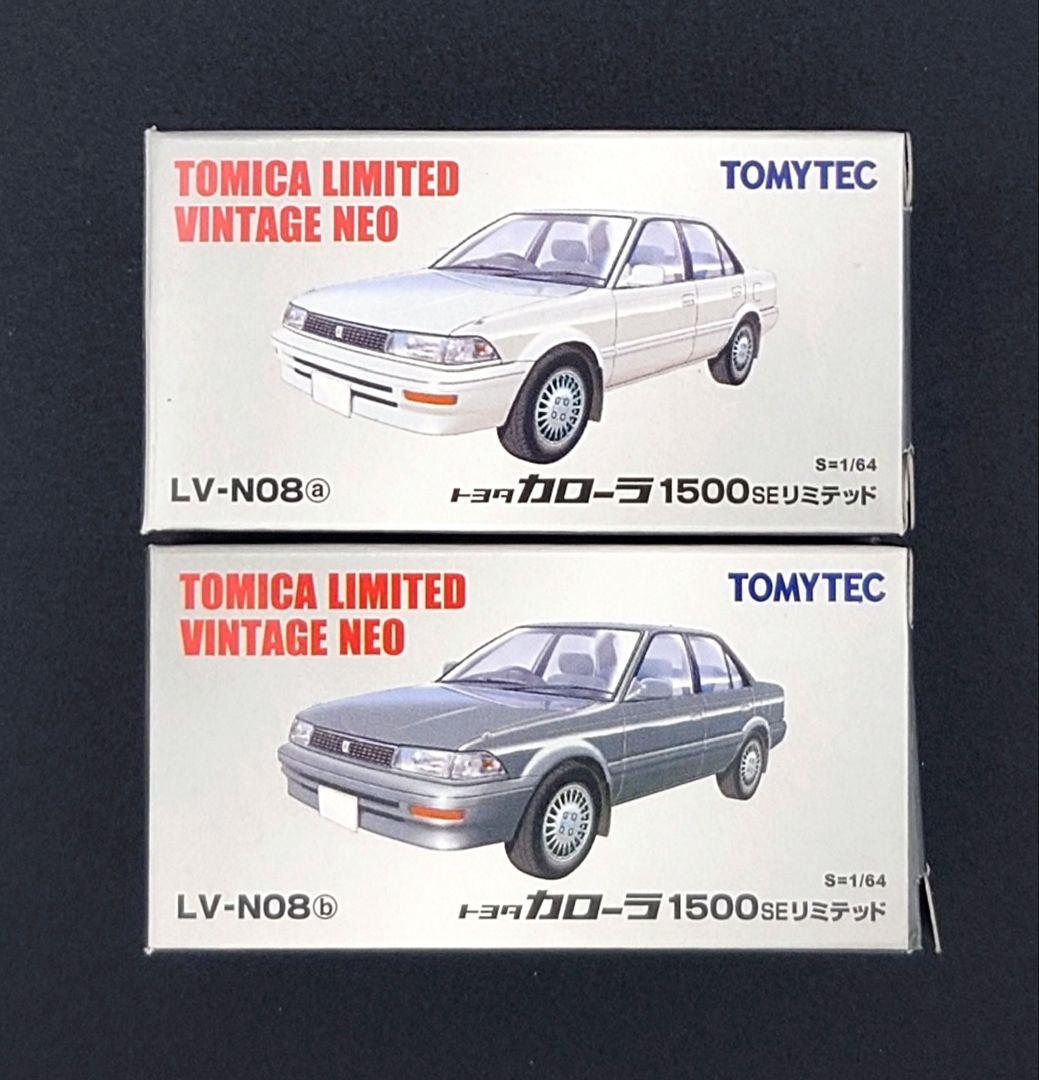 TOMICA LIMITED
VINTAGE NEO
TOMYTEC
S=1/64
LV-N08ⓐ
トヨタカローラ1500SEリミテッド
TOMICA LIMITED
VINTAGE NEO
TOMYTEC
S=1/64
LV-N08ⓑ
トヨタカローラ1500SEリミテッド